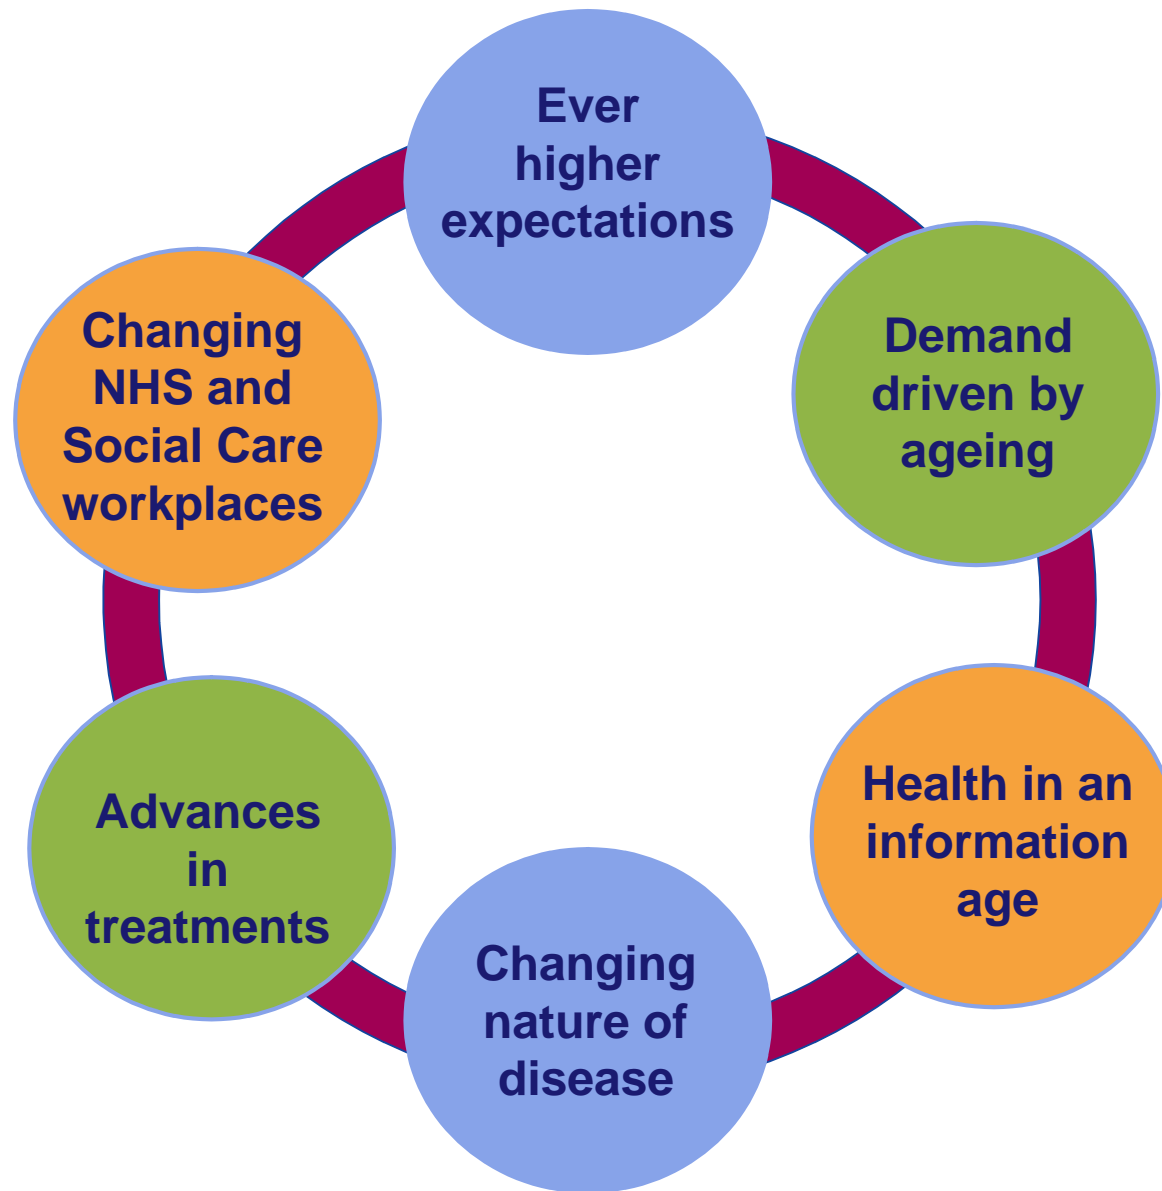 Ever
higher
expectations
Demand
driven by
ageing
Health in an
information
age
Changing
nature of
disease
Advances
in
treatments
Changing
NHS and
Social Care
workplaces